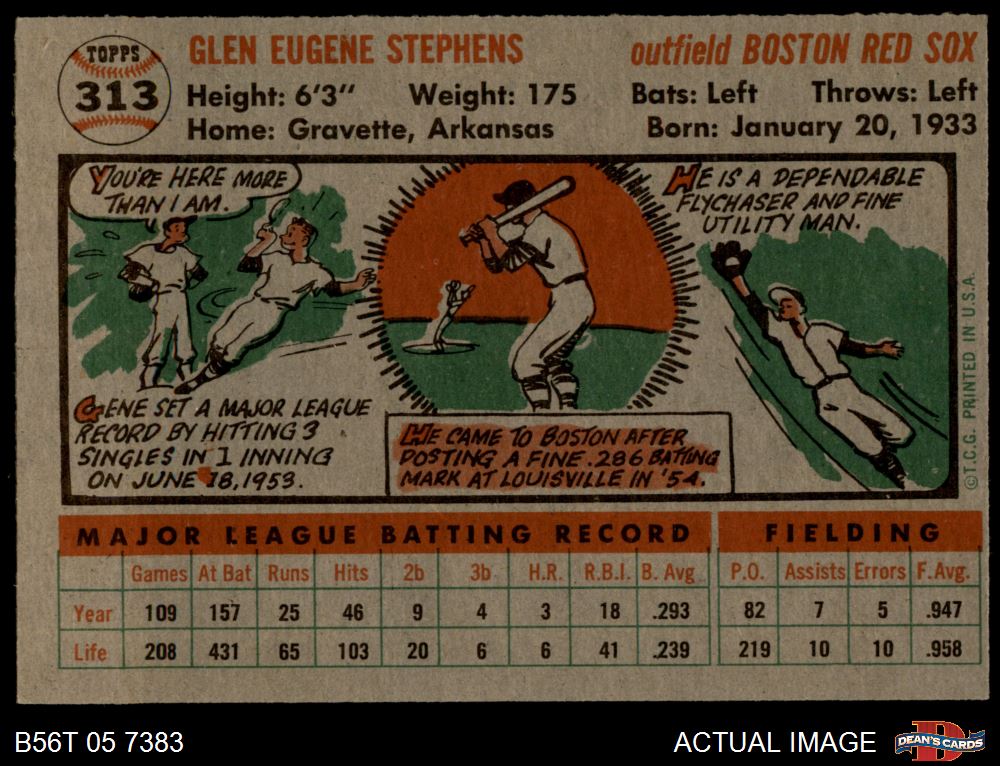 TOPPS
313
GLEN EUGENE STEPHENS outfield BOSTON RED SOX
Height: 6'3" Weight: 175 Bats: Left Throws: Left
Home: Gravette, Arkansas Born: January 20, 1933
YOU'RE HERE MORE
THAN I AM.
GENE SET A MAJOR LEAGUE
RECORD BY HITTING 3
SINGLES IN 1 INNING
ON JUNE 18, 1953.
HE CAME TO BOSTON AFTER
POSTING A FINE .286 BATTING
MARK AT LOUISVILLE IN '54.
HE IS A DEPENDABLE
FLYCHASER AND FINE
UTILITY MAN.
©T.C.G. PRINTED IN U.S.A.
MAJOR LEAGUE BATTING RECORD FIELDING
Games At Bat Runs Hits 2b 3b H.R. R.B.I. B. Avg P.O. Assists Errors F. Avg.
Year 109 157 25 46 9 4 3 18 .293 82 7 5 .947
Life 208 431 65 103 20 6 6 41 .239 219 10 10 .958
B56T 05 7383 ACTUAL IMAGE DEAN'S CARDS